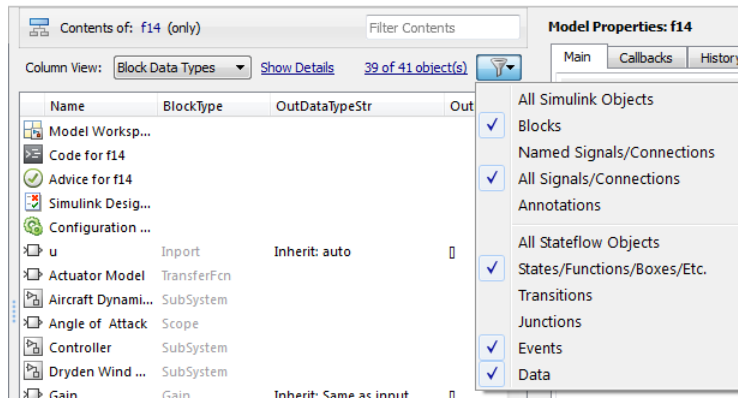 Contents of: f14 (only)
Filter Contents
Column View: Block Data Types Show Details 39 of 41 object(s)
Name BlockType OutDataTypeStr Out
Model Worksp...
Code for f14
Advice for f14
Simulink Desig...
Configuration ...
u Inport Inherit: auto []
Actuator Model TransferFcn
Aircraft Dynami... SubSystem
Angle of Attack Scope
Controller SubSystem
Dryden Wind ... SubSystem
Gain Gain Inherit: Same as input []
Model Properties: f14
Main Callbacks History
All Simulink Objects
Blocks
Named Signals/Connections
All Signals/Connections
Annotations
All Stateflow Objects
States/Functions/Boxes/Etc.
Transitions
Junctions
Events
Data